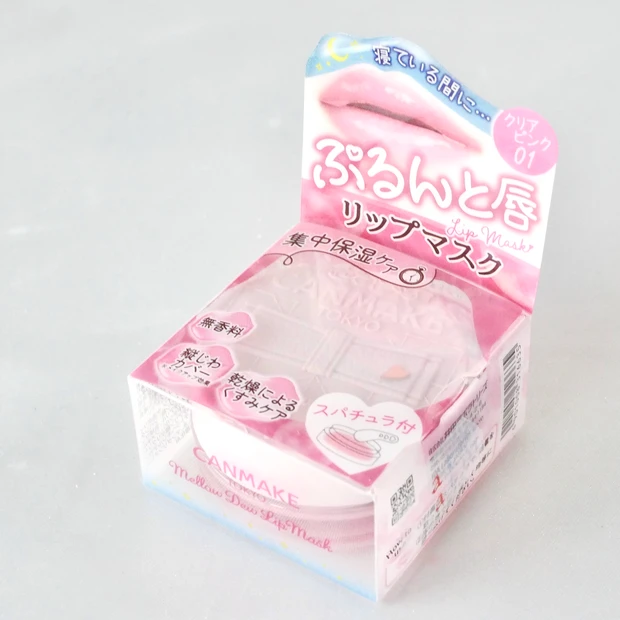 寝ている間に…
クリア
ピンク
01
ぷるんと唇
Lip Mask
リップマスク
集中保湿ケア
CANMAKE
TOKYO
無香料
縦じわ
カバー
乾燥による
くすみケア
スパチュラ付
CANMAKE
TOKYO
Mellow Dew Lip Mask